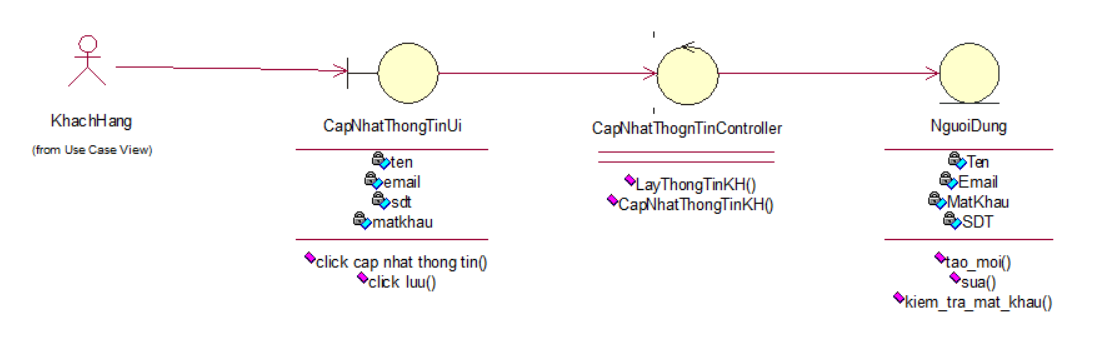 KhachHang
(from Use Case View)
CapNhatThongTinUi
ten
email
sdt
matkhau
click cap nhat thong tin()
click luu()
CapNhatThognTinController
LayThongTinKH()
CapNhatThongTinKH()
NguoiDung
Ten
Email
MatKhau
SDT
tao_moi()
sua()
kiem_tra_mat_khau()